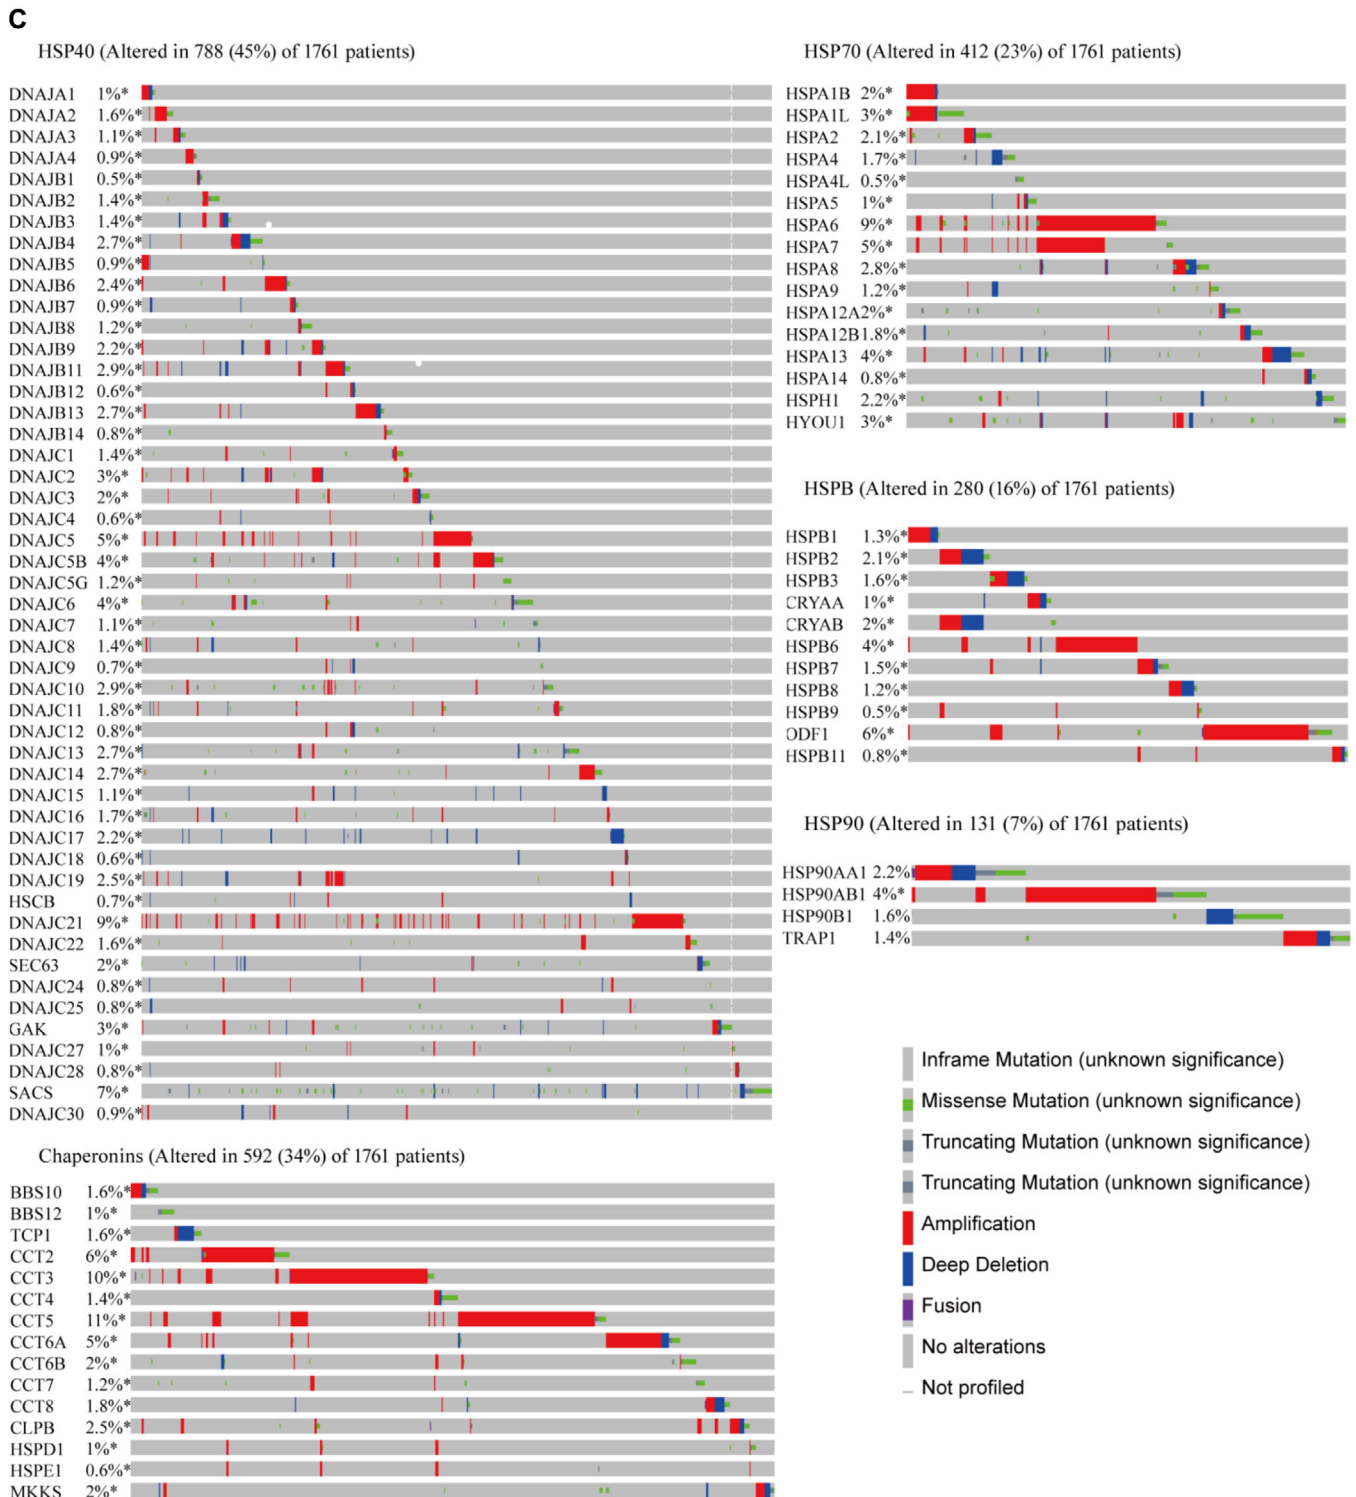 C
HSP40 (Altered in 788 (45%) of 1761 patients)
DNAJA1 1%*
DNAJA2 1.6%*
DNAJA3 1.1%*
DNAJA4 0.9%*
DNAJB1 0.5%*
DNAJB2 1.4%*
DNAJB3 1.4%*
DNAJB4 2.7%*
DNAJB5 0.9%*
DNAJB6 2.4%*
DNAJB7 0.9%*
DNAJB8 1.2%*
DNAJB9 2.2%*
DNAJB11 2.9%*
DNAJB12 0.6%*
DNAJB13 2.7%*
DNAJB14 0.8%*
DNAJC1 1.4%*
DNAJC2 3%*
DNAJC3 2%*
DNAJC4 0.6%*
DNAJC5 5%*
DNAJC5B 4%*
DNAJC5G 1.2%*
DNAJC6 4%*
DNAJC7 1.1%*
DNAJC8 1.4%*
DNAJC9 0.7%*
DNAJC10 2.9%*
DNAJC11 1.8%*
DNAJC12 0.8%*
DNAJC13 2.7%*
DNAJC14 2.7%*
DNAJC15 1.1%*
DNAJC16 1.7%*
DNAJC17 2.2%*
DNAJC18 0.6%*
DNAJC19 2.5%*
HSCB 0.7%*
DNAJC21 9%*
DNAJC22 1.6%*
SEC63 2%*
DNAJC24 0.8%*
DNAJC25 0.8%*
GAK 3%*
DNAJC27 1%*
DNAJC28 0.8%*
SACS 7%*
DNAJC30 0.9%*
Chaperonins (Altered in 592 (34%) of 1761 patients)
BBS10 1.6%*
BBS12 1%*
TCP1 1.6%*
CCT2 6%*
CCT3 10%*
CCT4 1.4%*
CCT5 11%*
CCT6A 5%*
CCT6B 2%*
CCT7 1.2%*
CCT8 1.8%*
CLPB 2.5%*
HSPD1 1%*
HSPE1 0.6%*
MKKS 2%*
HSP70 (Altered in 412 (23%) of 1761 patients)
HSPA1B 2%*
HSPA1L 3%*
HSPA2 2.1%*
HSPA4 1.7%*
HSPA4L 0.5%*
HSPA5 1%*
HSPA6 9%*
HSPA7 5%*
HSPA8 2.8%*
HSPA9 1.2%*
HSPA12A2%*
HSPA12B1.8%*
HSPA13 4%*
HSPA14 0.8%*
HSPH1 2.2%*
HYOU1 3%*
HSPB (Altered in 280 (16%) of 1761 patients)
HSPB1 1.3%*
HSPB2 2.1%*
HSPB3 1.6%*
CRYAA 1%*
CRYAB 2%*
HSPB6 4%*
HSPB7 1.5%*
HSPB8 1.2%*
HSPB9 0.5%*
ODF1 6%*
HSPB11 0.8%*
HSP90 (Altered in 131 (7%) of 1761 patients)
HSP90AA1 2.2%
HSP90AB1 4%*
HSP90B1 1.6%
TRAP1 1.4%
Inframe Mutation (unknown significance)
Missense Mutation (unknown significance)
Truncating Mutation (unknown significance)
Truncating Mutation (unknown significance)
Amplification
Deep Deletion
Fusion
No alterations
Not profiled